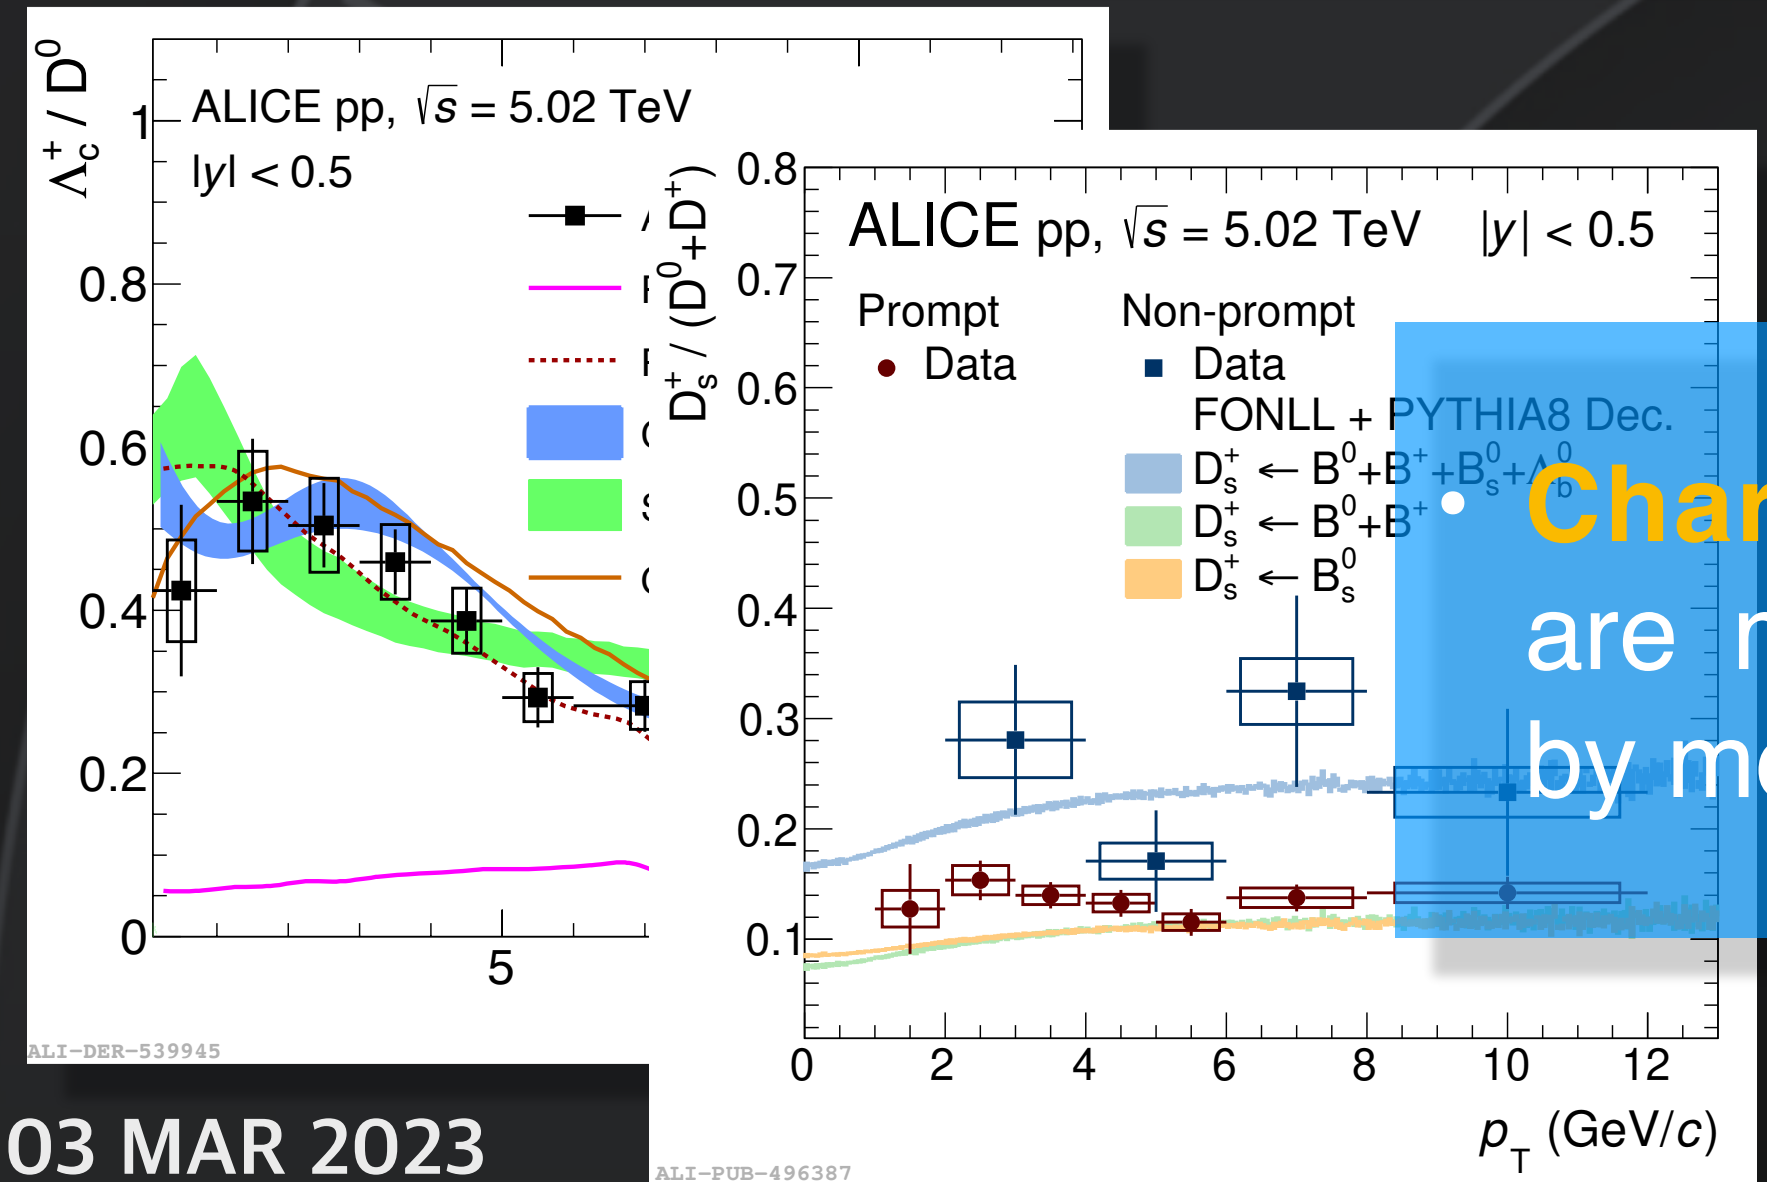 Λc+ / D0
ALICE pp, √s = 5.02 TeV
|y| < 0.5
1
0.8
0.6
0.4
0.2
0
5
ALI-DER-539945
03 MAR 2023
Ds+ / (D0+D+)
ALICE pp, √s = 5.02 TeV |y| < 0.5
Prompt Non-prompt
Data Data
FONLL + PYTHIA8 Dec.
Ds+ ← B0+B++Bs0+Λb0
Ds+ ← B0+B+
Ds+ ← Bs0
0.8
0.7
0.6
0.5
0.4
0.3
0.2
0.1
0 2 4 6 8 10 12
pT (GeV/c)
ALI-PUB-496387
• Char
are
by